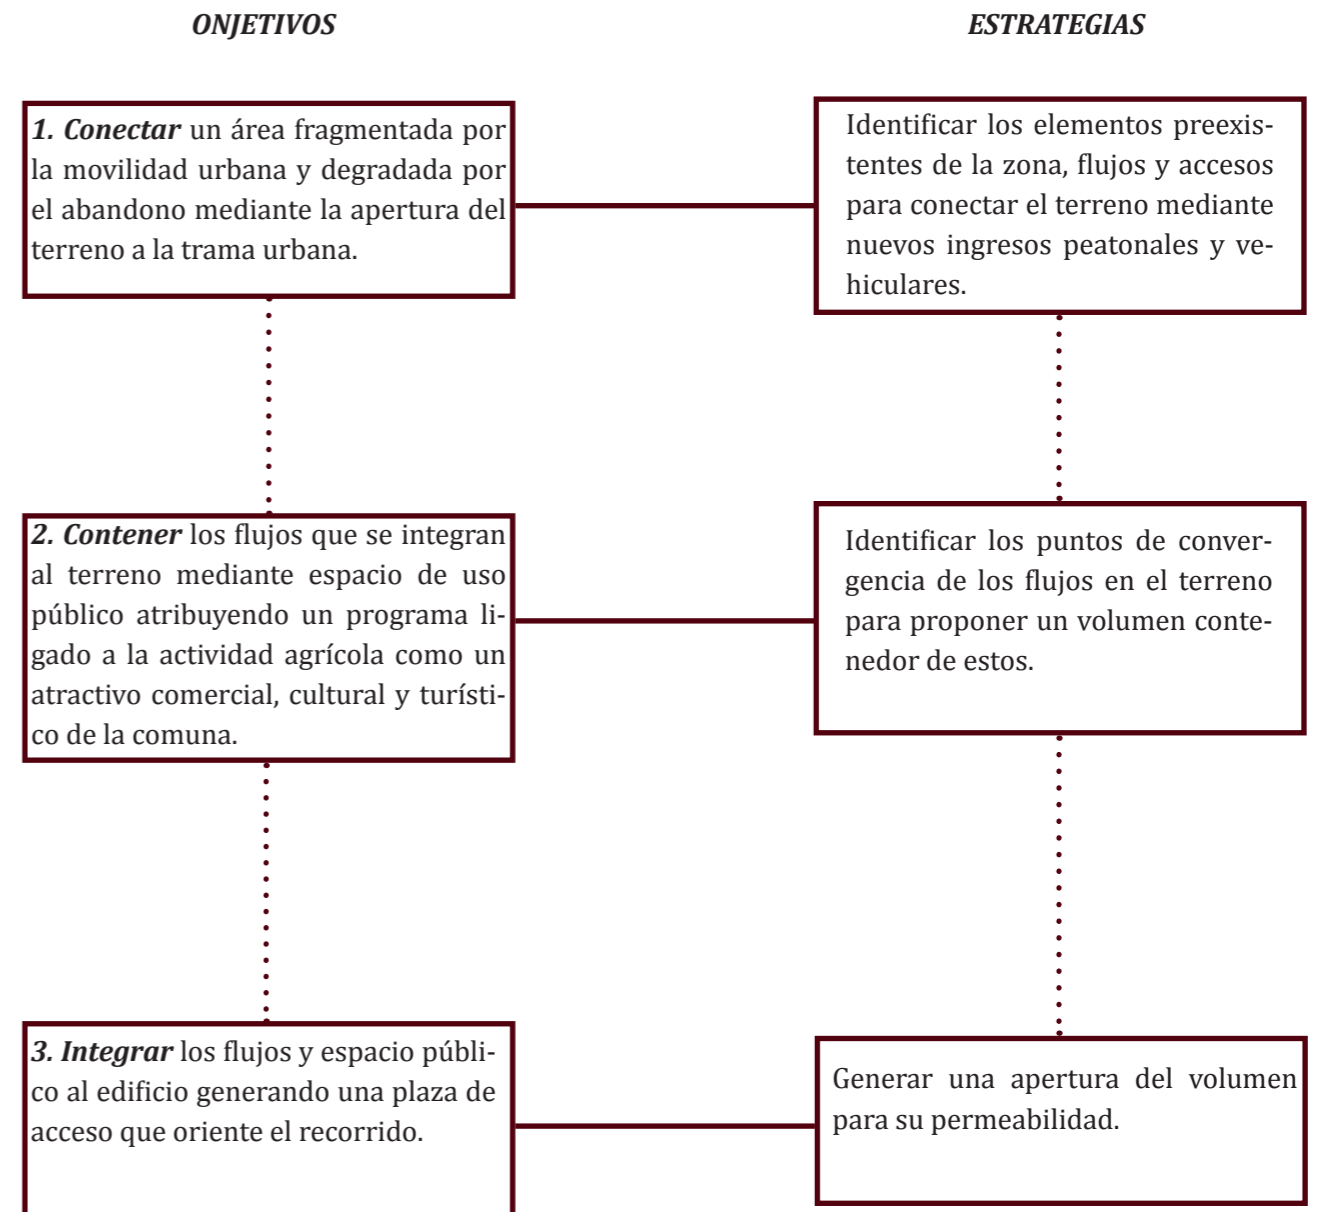 ONJETIVOS
ESTRATEGIAS
1. Conectar un área fragmentada por
la movilidad urbana y degradada por
el abandono mediante la apertura del
terreno a la trama urbana.
Identificar los elementos preexis-
tentes de la zona, flujos y accesos
para conectar el terreno mediante
nuevos ingresos peatonales y ve-
hiculares.
2. Contener los flujos que se integran
al terreno mediante espacio de uso
público atribuyendo un programa li-
gado a la actividad agrícola como un
atractivo comercial, cultural y turísti-
co de la comuna.
Identificar los puntos de conver-
gencia de los flujos en el terreno
para proponer un volumen conte-
nedor de estos.
3. Integrar los flujos y espacio públi-
co al edificio generando una plaza de
acceso que oriente el recorrido.
Generar una apertura del volumen
para su permeabilidad.